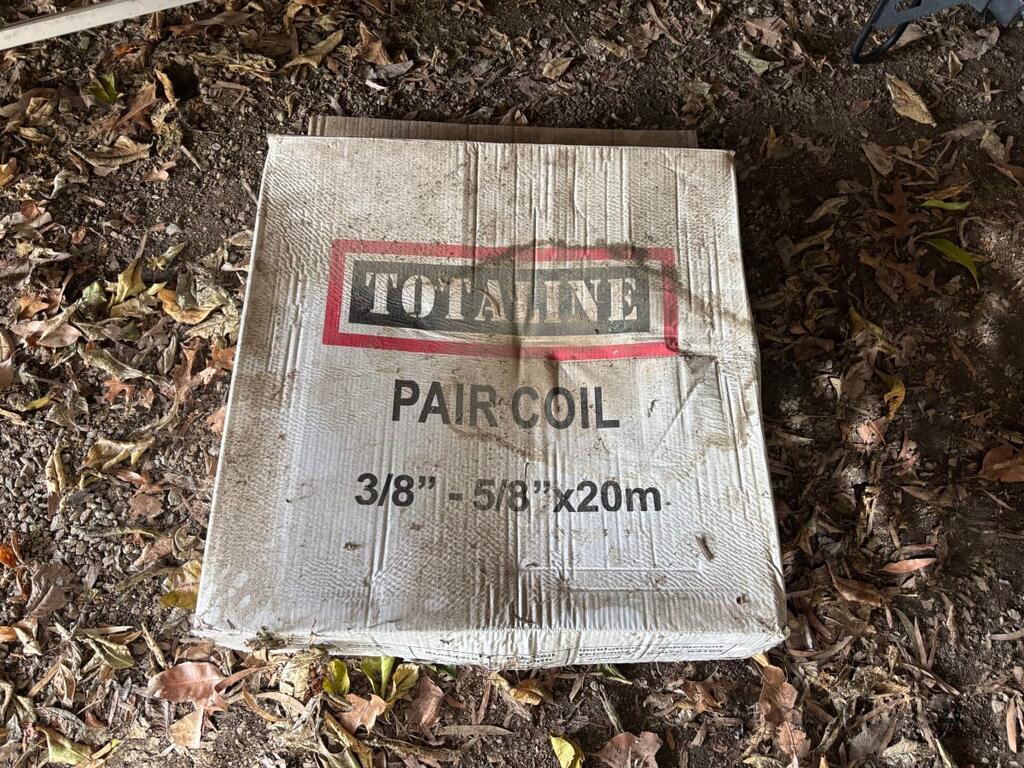 TOTALINE
PAIR COIL
3/8” - 5/8”x20m